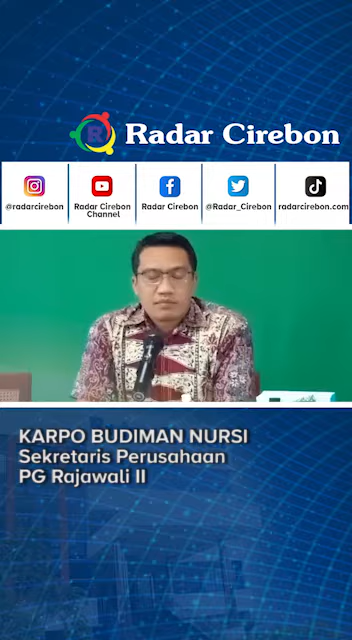 R Radar Cirebon
@radarcirebon
Radar Cirebon
Channel
Radar Cirebon
@Radar_Cirebon
radarcirebon.com
KARPO BUDIMAN NURSI
Sekretaris Perusahaan
PG Rajawali II